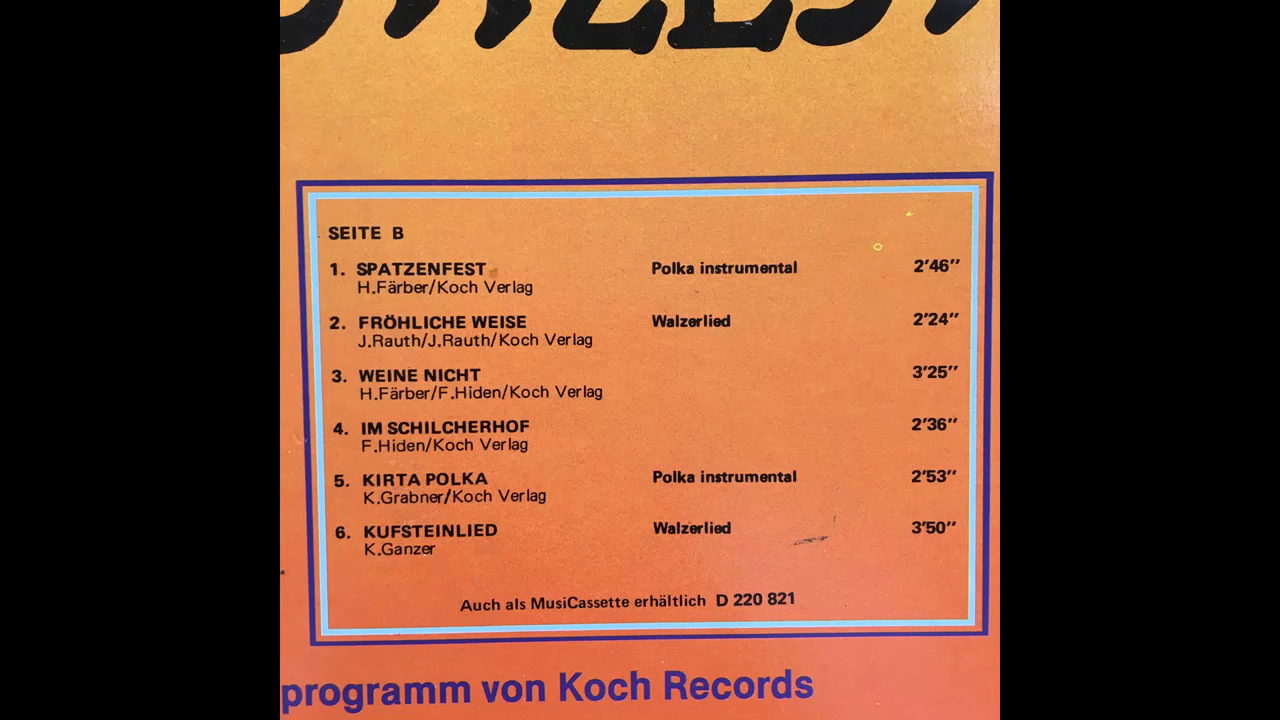 SEITE B
1. SPATZENFEST Polka instrumental 2’46’’
H.Färber/Koch Verlag
2. FRÖHLICHE WEISE Walzerlied 2’24’’
J.Rauth/J.Rauth/Koch Verlag
3. WEINE NICHT 3’25’’
H.Färber/F.Hiden/Koch Verlag
4. IM SCHILCHERHOF 2’36’’
F.Hiden/Koch Verlag
5. KIRTA POLKA Polka instrumental 2’53’’
K.Grabner/Koch Verlag
6. KUFSTEINLIED Walzerlied 3’50’’
K.Ganzer
Auch als MusiCassette erhältlich D 220 821
programm von Koch Records